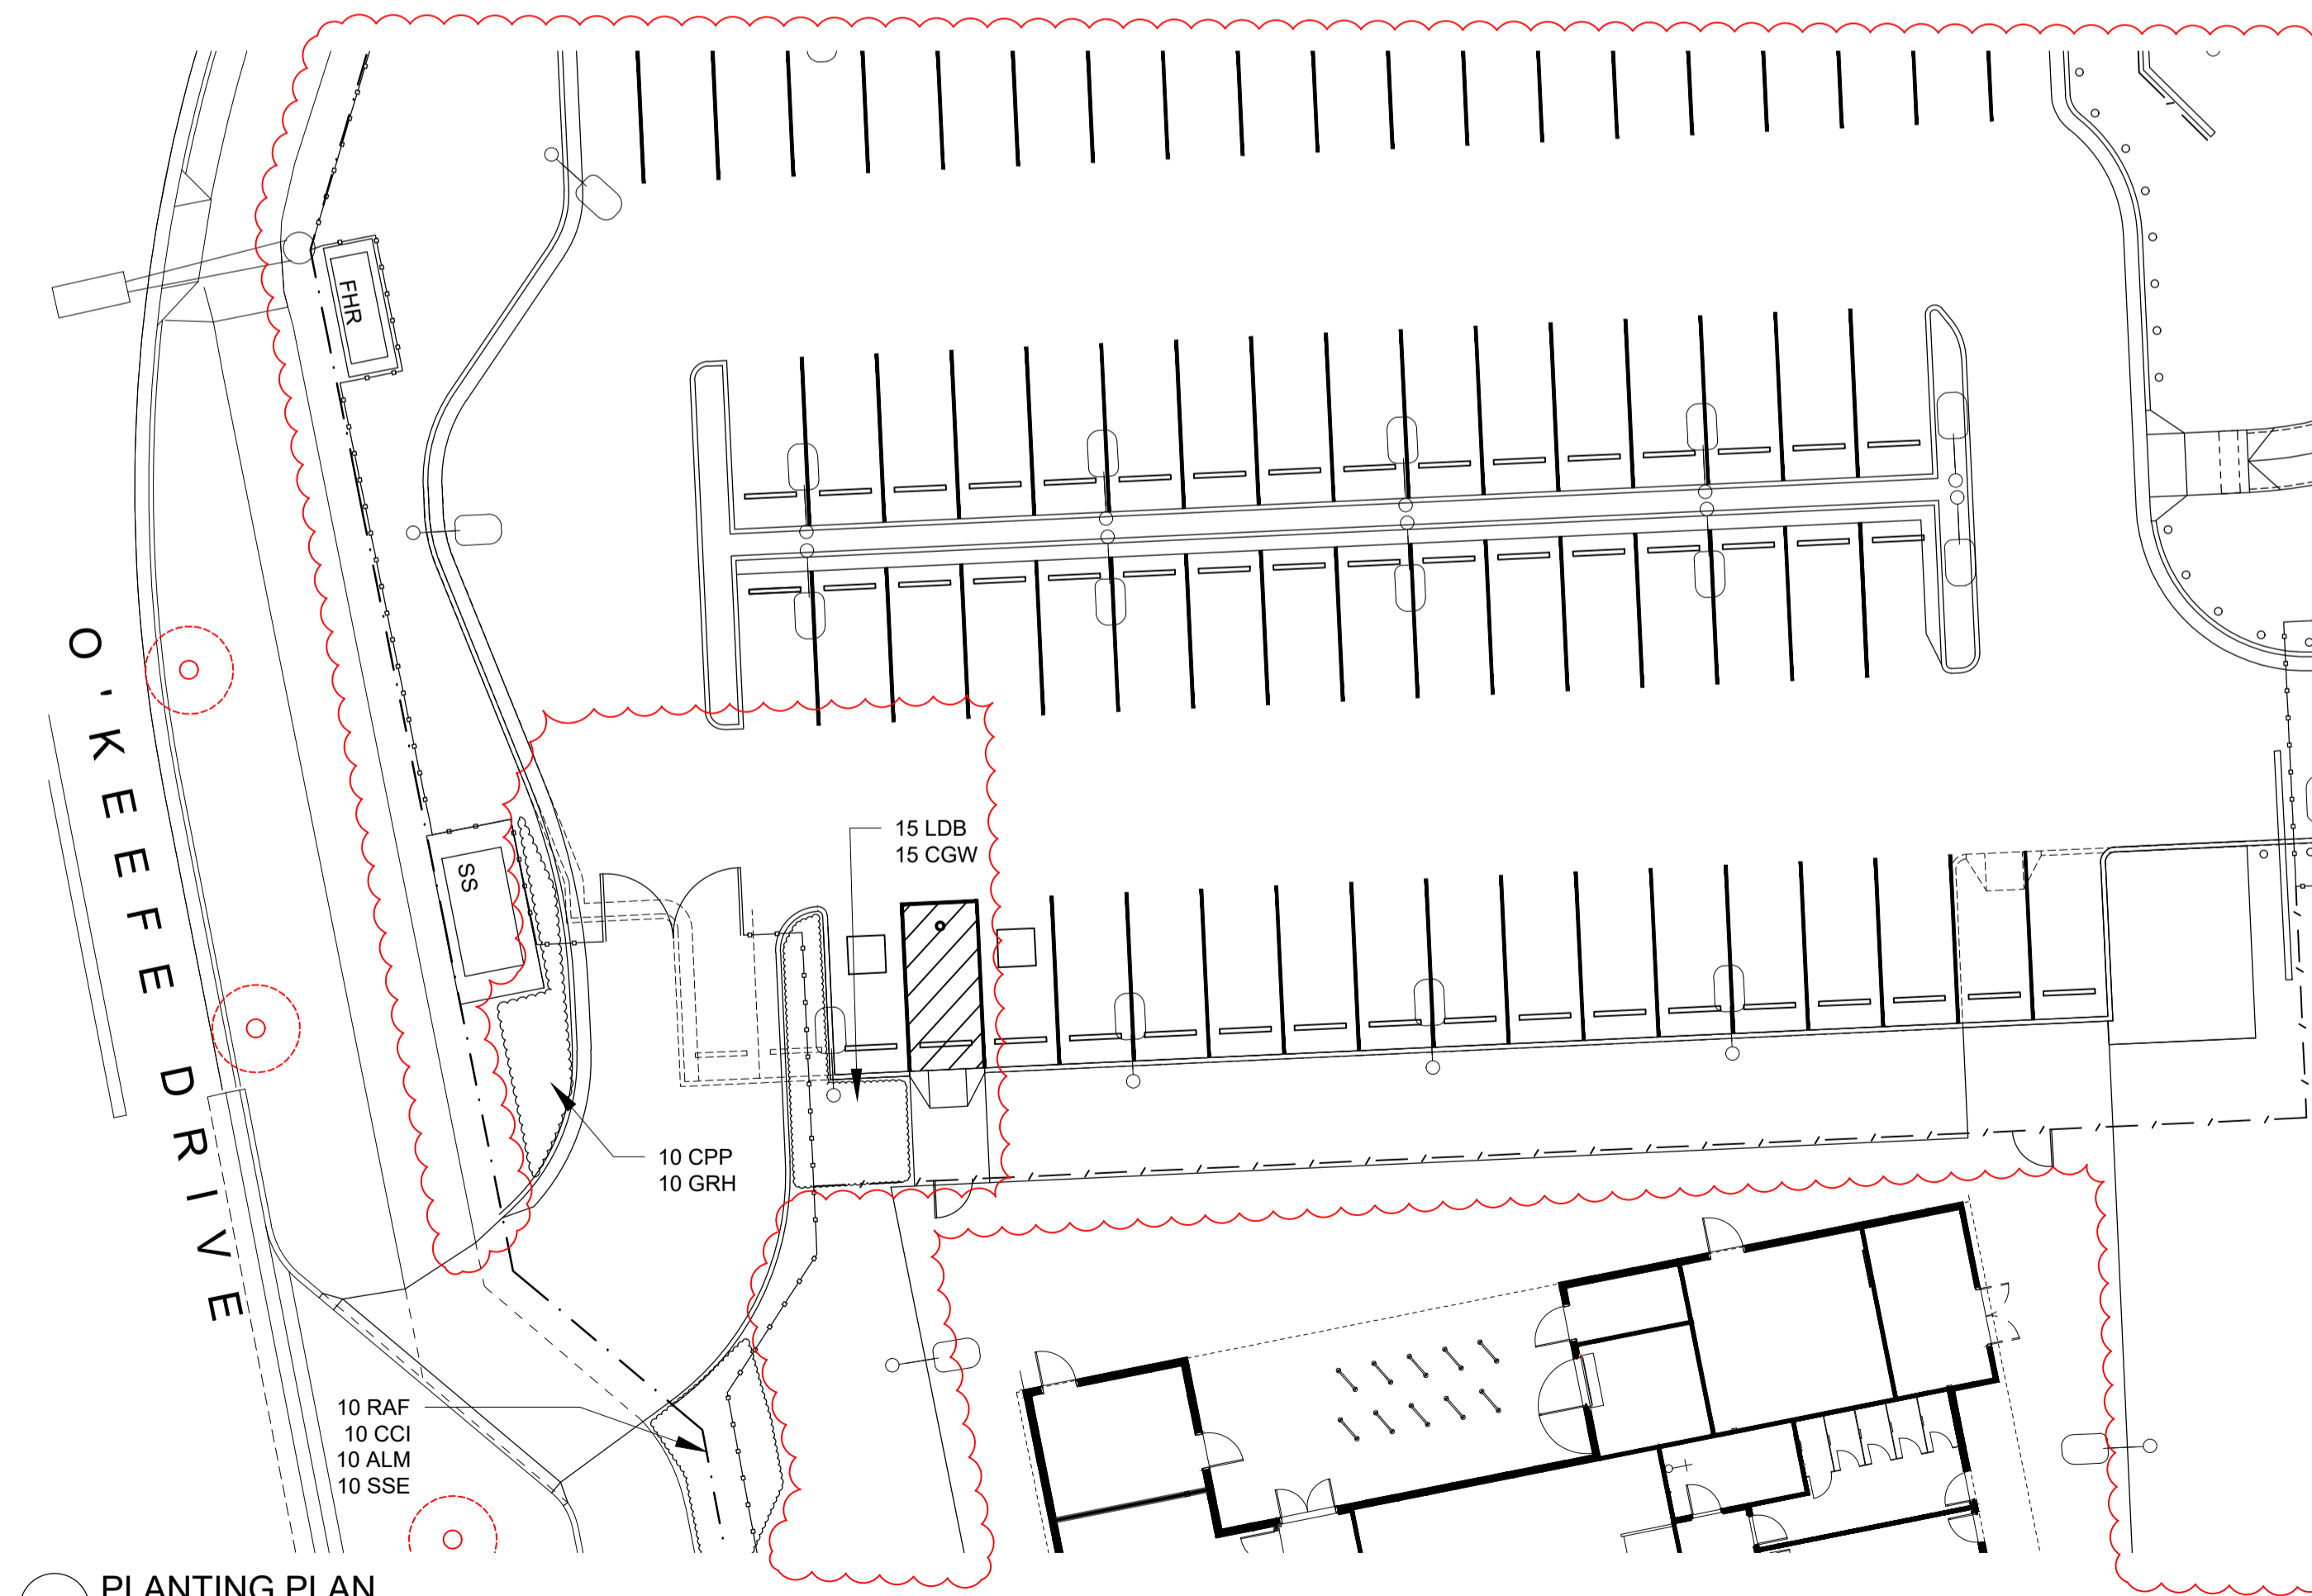 FHR
O'KEEFE DRIVE
15 LDB
15 CGW
SS
10 CPP
10 GRH
10 RAF
10 CCI
10 ALM
10 SSE
PLANTING PLAN